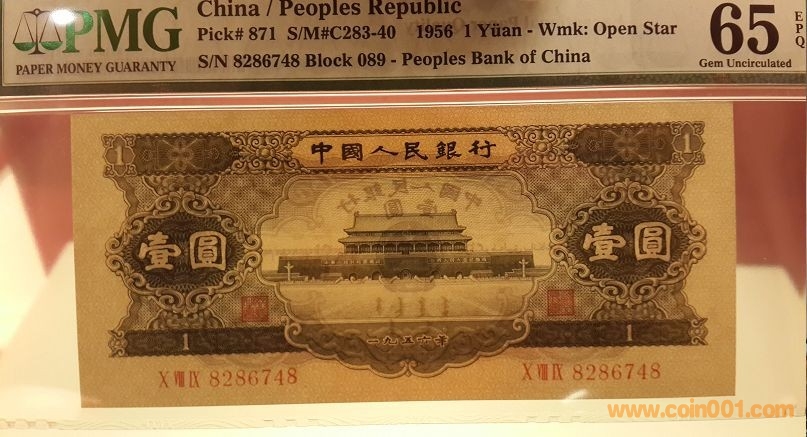 PMG
PAPER MONEY GUARANTY
China / Peoples Republic
Pick# 871 S/M#C283-40 1956 1 Yüan - Wmk: Open Star
S/N 8286748 Block 089 - Peoples Bank of China
65 EPQ
Gem Uncirculated
1 1
中國人民銀行
壹圓 壹圓
1 1
一九五六年
X VIII IX 8286748 X VIII IX 8286748
www.coin001.com